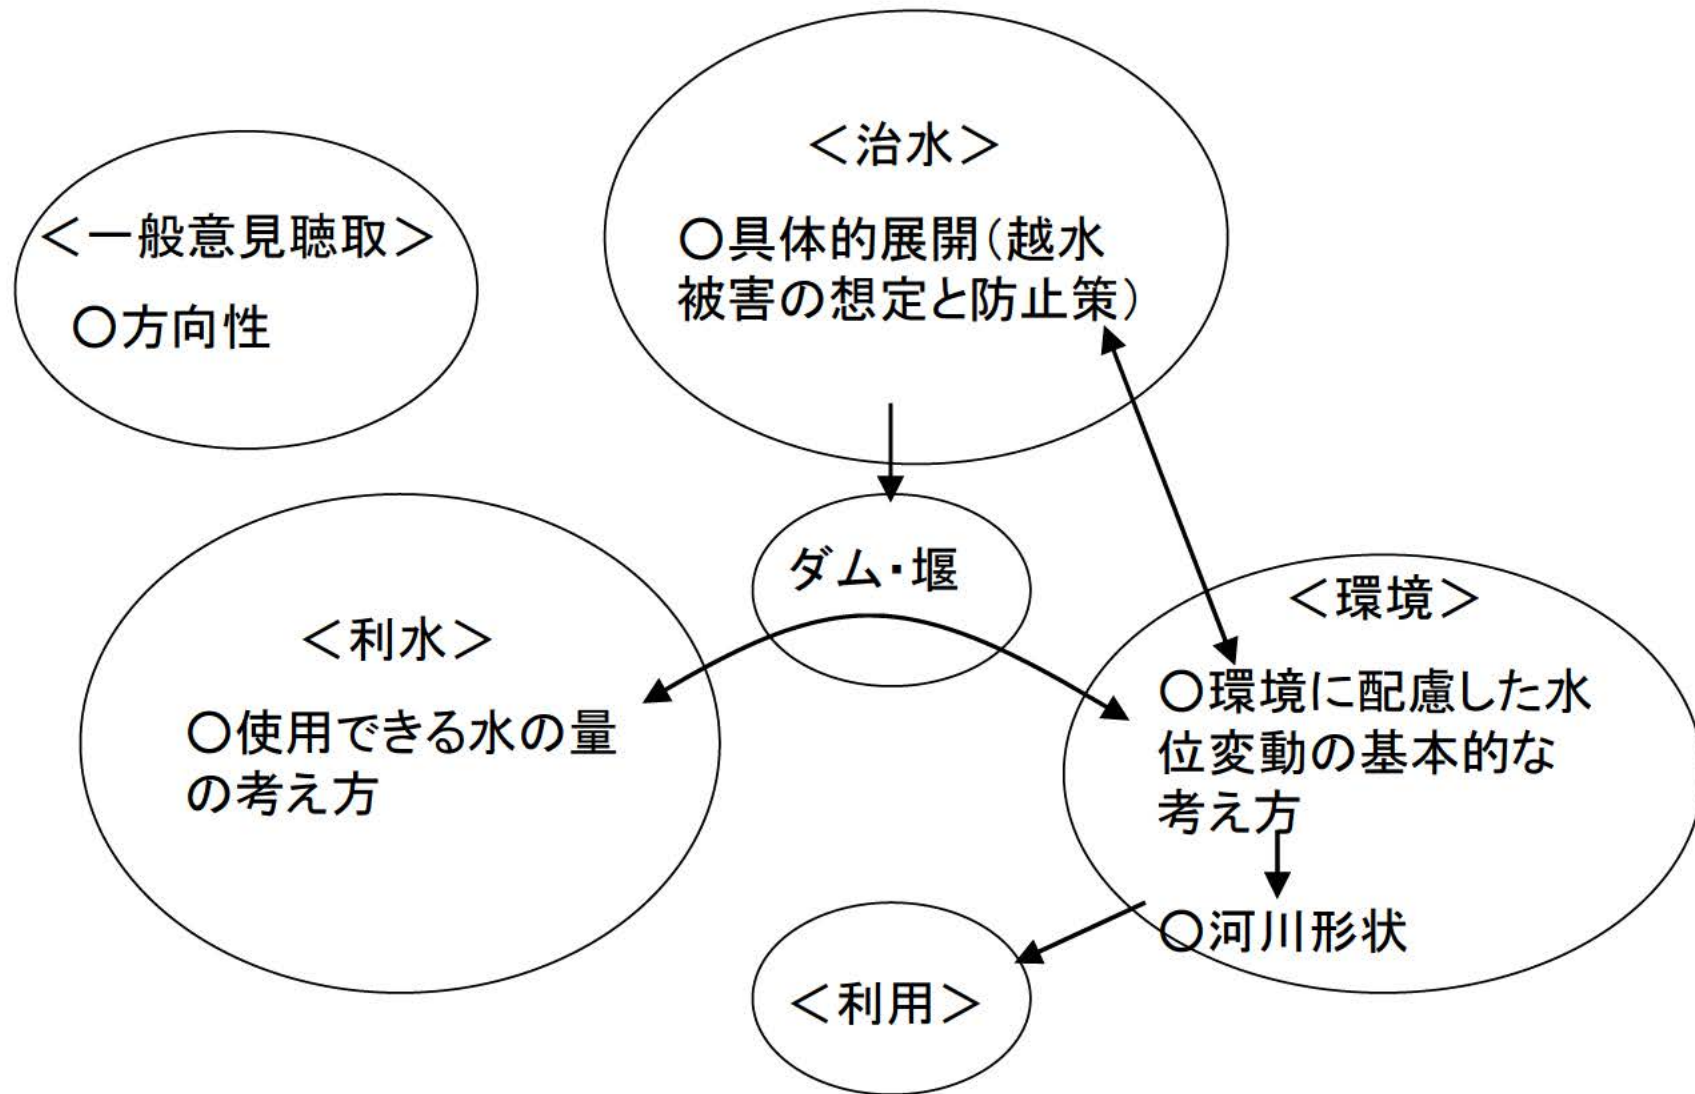 ＜治水＞
○具体的展開（越水
被害の想定と防止策）
＜一般意見聴取＞
○方向性
ダム・堰
＜利水＞
○使用できる水の量
の考え方
＜環境＞
○環境に配慮した水
位変動の基本的な
考え方
○河川形状
＜利用＞